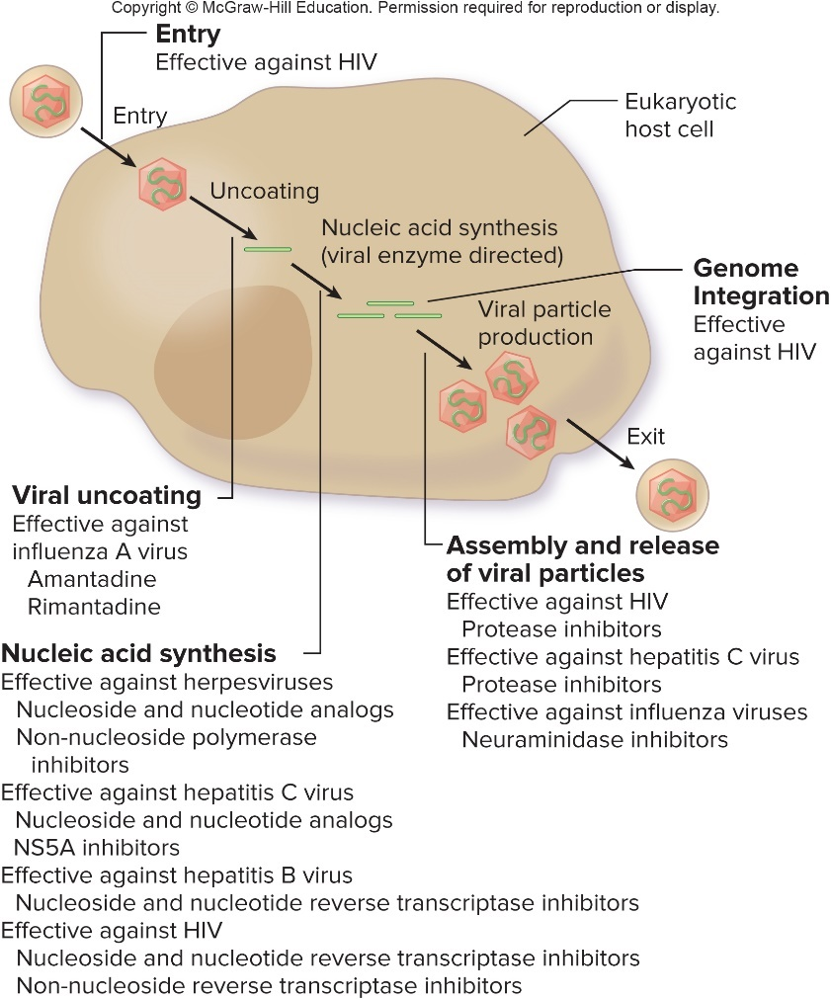 Copyright © McGraw-Hill Education. Permission required for reproduction or display.
Entry
Effective against HIV
Entry
Eukaryotic
host cell
Uncoating
Nucleic acid synthesis
(viral enzyme directed)
Genome
Integration
Effective
against HIV
Viral particle
production
Exit
Viral uncoating
Effective against
influenza A virus
Amantadine
Rimantadine
Assembly and release
of viral particles
Effective against HIV
Protease inhibitors
Effective against hepatitis C virus
Protease inhibitors
Effective against influenza viruses
Neuraminidase inhibitors
Nucleic acid synthesis
Effective against herpesviruses
Nucleoside and nucleotide analogs
Non-nucleoside polymerase
inhibitors
Effective against hepatitis C virus
Nucleoside and nucleotide analogs
NS5A inhibitors
Effective against hepatitis B virus
Nucleoside and nucleotide reverse transcriptase inhibitors
Effective against HIV
Nucleoside and nucleotide reverse transcriptase inhibitors
Non-nucleoside reverse transcriptase inhibitors